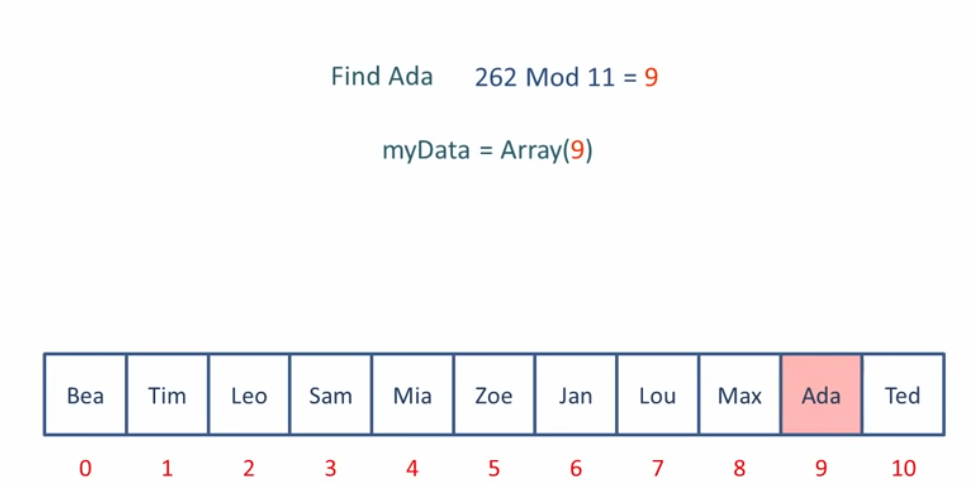 Find Ada 262 Mod 11 = 9
myData = Array(9)
Bea Tim Leo Sam Mia Zoe Jan Lou Max Ada Ted
0 1 2 3 4 5 6 7 8 9 10